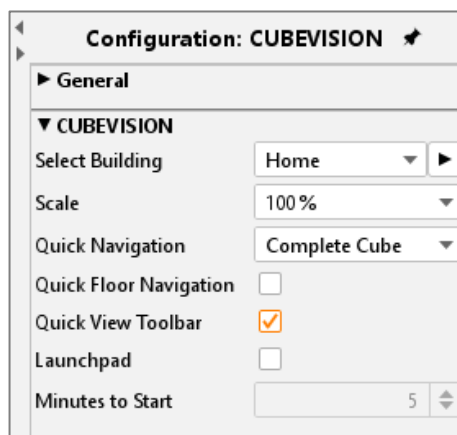 Configuration: CUBEVISION
General
CUBEVISION
Select Building Home
Scale 100 %
Quick Navigation Complete Cube
Quick Floor Navigation
Quick View Toolbar
Launchpad
Minutes to Start 5